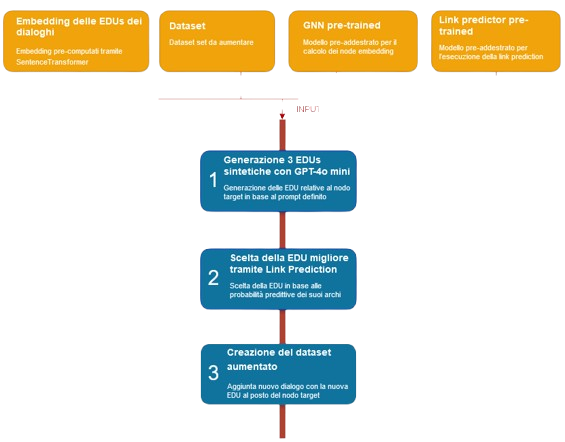 Embedding delle EDUs dei
dialoghi
Embedding pre-computati tramite
SentenceTransformer
Dataset
Dataset set da aumentare
GNN pre-trained
Modello pre-addestrato per il
calcolo dei node embedding
Link predictor pre-
trained
Modello pre-addestrato per
l'esecuzione della link prediction
INPUT
1
Generazione 3 EDUs
sintetiche con GPT-4o mini
Generazione delle EDU relative al nodo
target in base al prompt definito
2
Scelta della EDU migliore
tramite Link Prediction
Scelta della EDU in base alle
probabilità predittive dei suoi archi
3
Creazione del dataset
aumentato
Aggiunta nuovo dialogo con la nuova
EDU al posto del nodo target